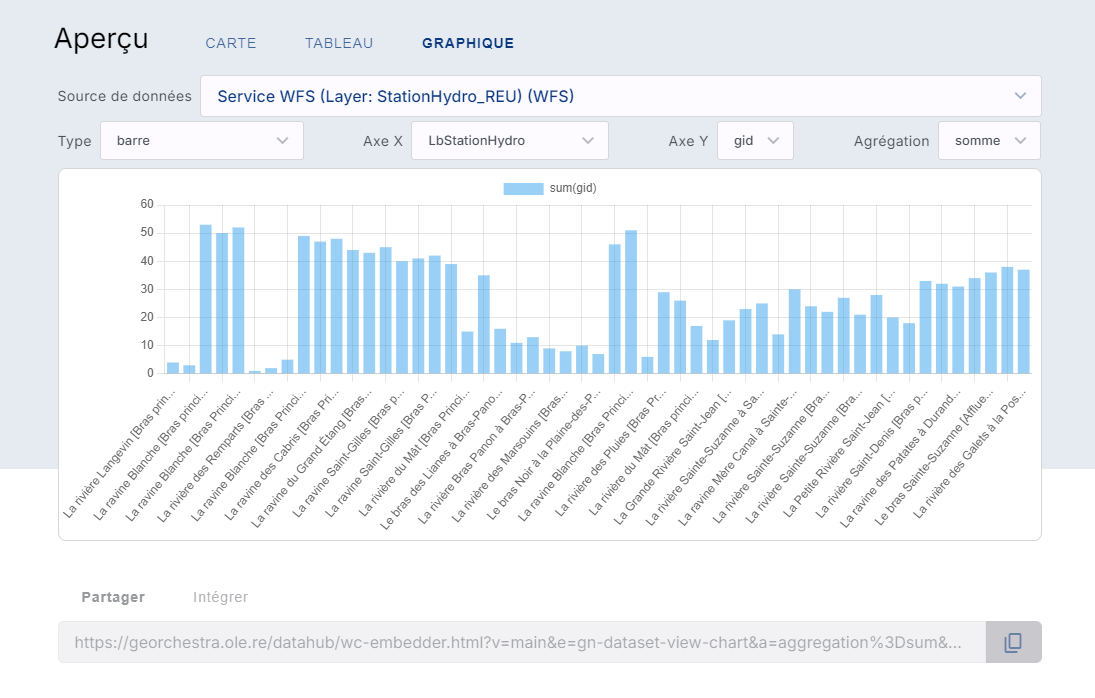 Aperçu
CARTE
TABLEAU
GRAPHIQUE
Source de données
Service WFS (Layer: StationHydro_REU) (WFS)
Type
barre
Axe X
LbStationHydro
Axe Y
gid
Agrégation
somme
sum(gid)
60
50
40
30
20
10
0
La rivière Langevin [Bras prin...
La ravine Blanche [Bras princi...
La ravine Blanche [Bras Princi...
La rivière des Remparts [Bras ...
La ravine Blanche [Bras Princi...
La ravine des Cabris [Bras Pri...
La ravine du Grand Étang [Bras...
La ravine Saint-Gilles [Bras p...
La ravine Saint-Gilles [Bras P...
La rivière du Mât [Bras Princi...
Le bras des Lianes à Bras-Pano...
La rivière Bras Panon à Bras-P...
La rivière des Marsouins [Bras...
Le bras Noir à la Plaine-des-P...
La ravine Blanche [Bras Princi...
La rivière des Pluies [Bras Pr...
La rivière du Mât [Bras princi...
La Grande Rivière Saint-Jean [...
La rivière Sainte-Suzanne à Sa...
La ravine Mère Canal à Sainte-...
La rivière Sainte-Suzanne [Bra...
La rivière Sainte-Suzanne [Bra...
La Petite Rivière Saint-Jean [...
La rivière Saint-Denis [Bras p...
La ravine des Patates à Durand...
Le bras Sainte-Suzanne [Afflue...
La rivière des Galets à la Pos...
Partager
Intégrer
https://georchestra.ole.re/datahub/wc-embedder.html?v=main&e=gn-dataset-view-chart&a=aggregation%3Dsum&...